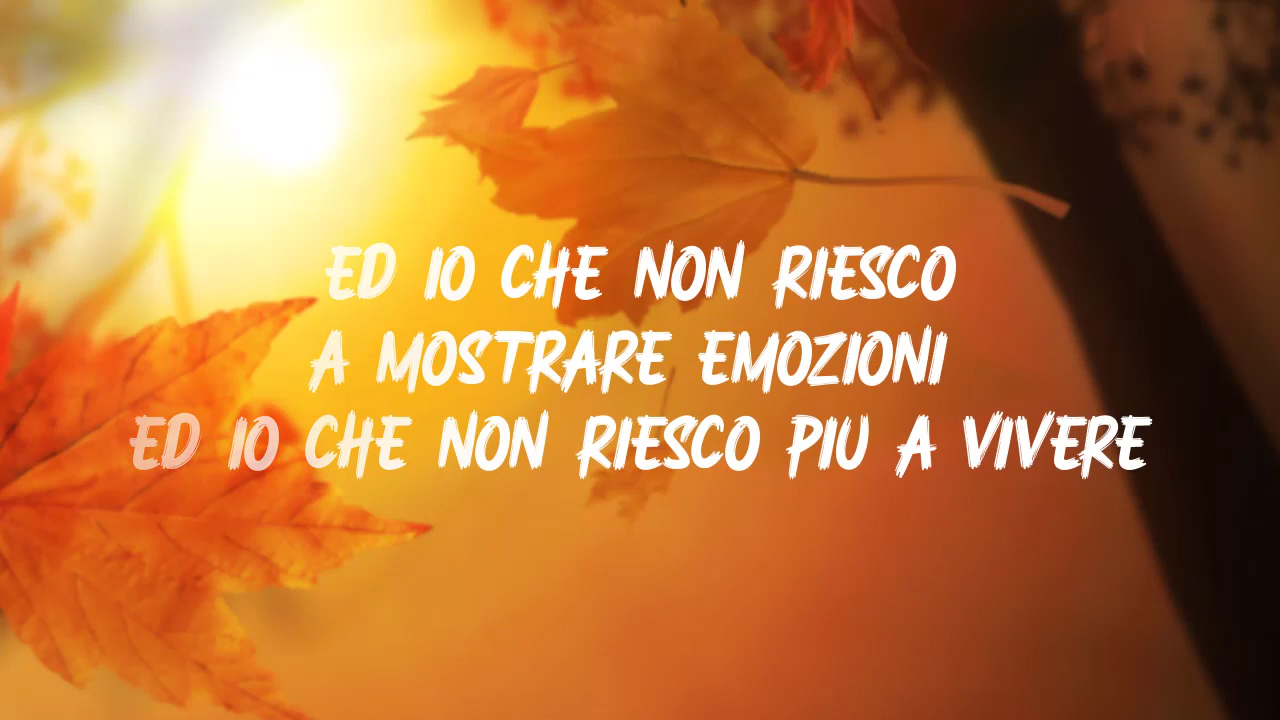 ED IO CHE NON RIESCO
A MOSTRARE EMOZIONI
ED IO CHE NON RIESCO PIU A VIVERE